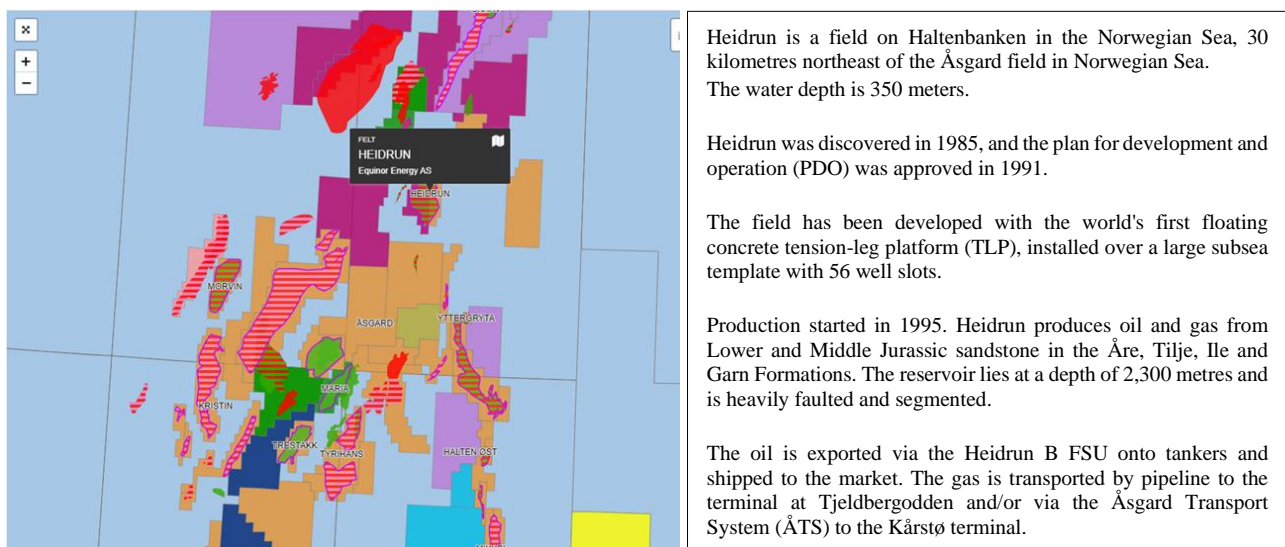 +
−
FELT
HEIDRUN
Equinor Energy AS
HEIDRUN
MORVIN
ÅSGARD
YTTERGRYTA
MARIA
KRISTIN
TRESTAKK
TYRIHANS
HALTEN ØST
Heidrun is a field on Haltenbanken in the Norwegian Sea, 30
kilometres northeast of the Åsgard field in Norwegian Sea.
The water depth is 350 meters.
Heidrun was discovered in 1985, and the plan for development and
operation (PDO) was approved in 1991.
The field has been developed with the world's first floating
concrete tension-leg platform (TLP), installed over a large subsea
template with 56 well slots.
Production started in 1995. Heidrun produces oil and gas from
Lower and Middle Jurassic sandstone in the Åre, Tilje, Ile and
Garn Formations. The reservoir lies at a depth of 2,300 metres and
is heavily faulted and segmented.
The oil is exported via the Heidrun B FSU onto tankers and
shipped to the market. The gas is transported by pipeline to the
terminal at Tjeldbergodden and/or via the Åsgard Transport
System (ÅTS) to the Kårstø terminal.